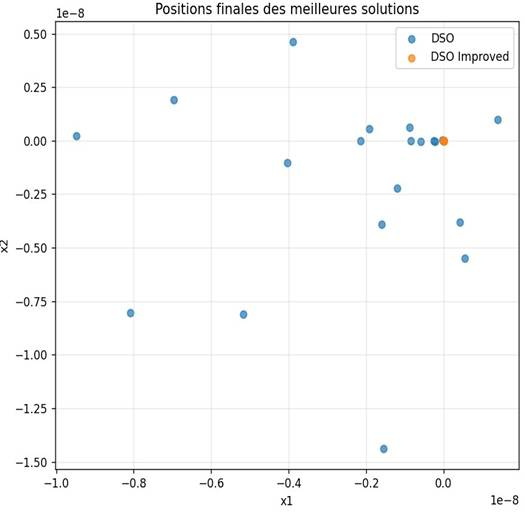 Positions finales des meilleures solutions
1e−8
DSO
DSO Improved
0.50
0.25
0.00
−0.25
−0.50
−0.75
−1.00
−1.25
−1.50
x2
−1.0 −0.8 −0.6 −0.4 −0.2 0.0
x1
1e−8